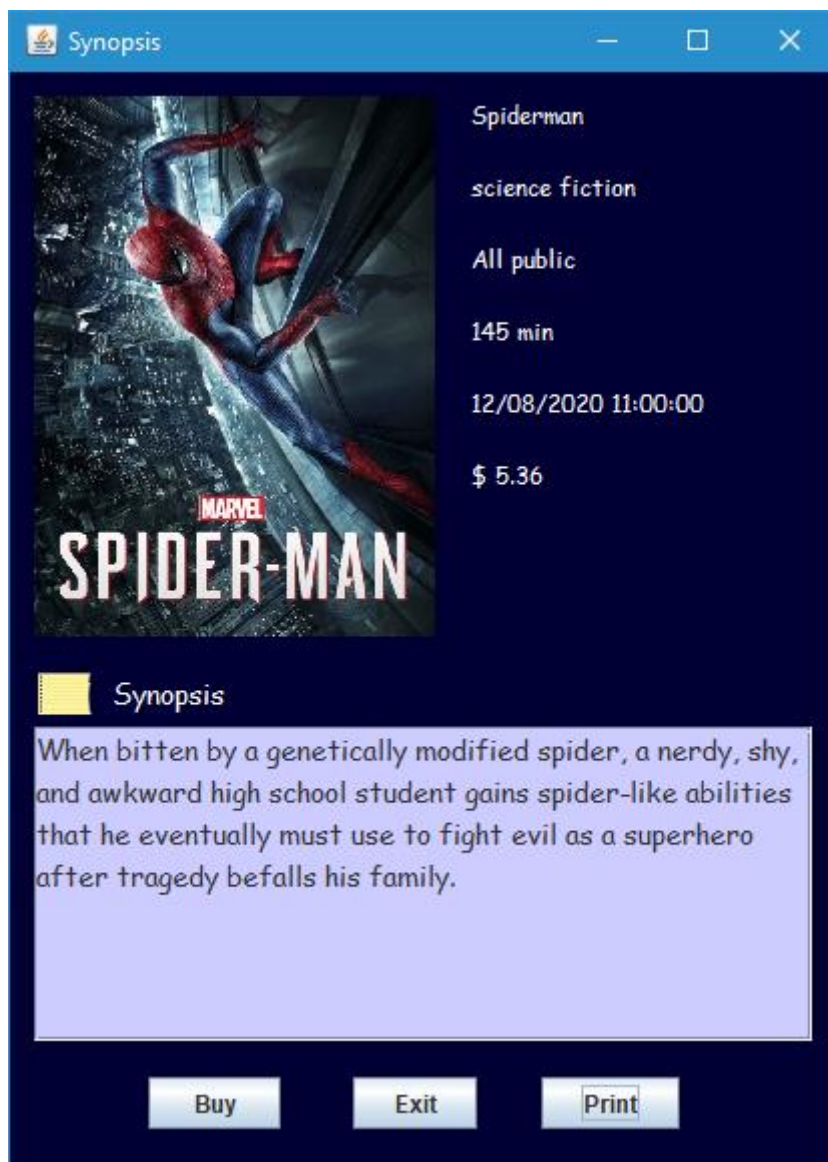 Synopsis
Spiderman
science fiction
All public
145 min
12/08/2020 11:00:00
$ 5.36
MARVEL
SPIDER-MAN
Synopsis
When bitten by a genetically modified spider, a nerdy, shy,
and awkward high school student gains spider-like abilities
that he eventually must use to fight evil as a superhero
after tragedy befalls his family.
Buy Exit Print